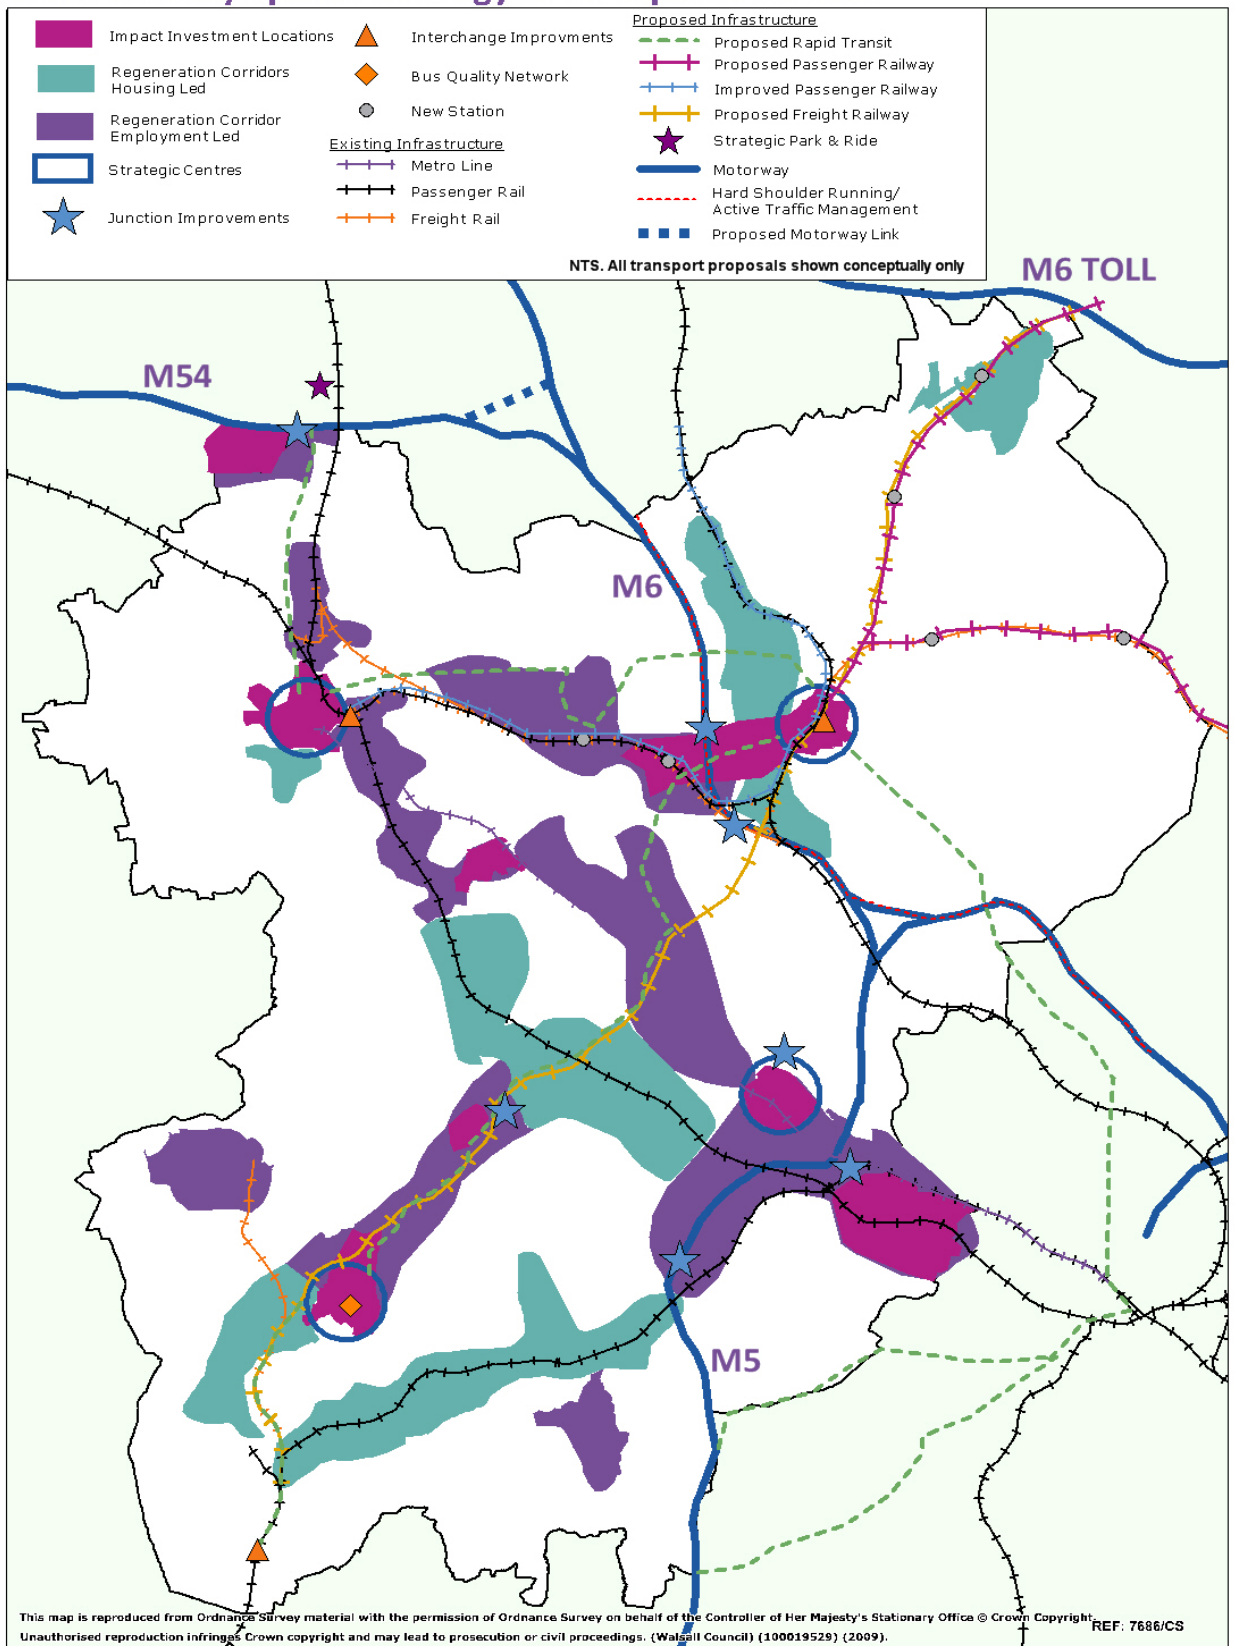 Impact Investment Locations
Regeneration Corridors
Housing Led
Regeneration Corridor
Employment Led
Strategic Centres
Junction Improvements
Interchange Improvments
Bus Quality Network
New Station
Existing Infrastructure
Metro Line
Passenger Rail
Freight Rail
Proposed Infrastructure
Proposed Rapid Transit
Proposed Passenger Railway
Improved Passenger Railway
Proposed Freight Railway
Strategic Park & Ride
Motorway
Hard Shoulder Running/
Active Traffic Management
Proposed Motorway Link
NTS. All transport proposals shown conceptually only
M6 TOLL
M54
M6
M5
This map is reproduced from Ordnance Survey material with the permission of Ordnance Survey on behalf of the Controller of Her Majesty's Stationary Office © Crown Copyright.
Unauthorised reproduction infringes Crown copyright and may lead to prosecution or civil proceedings. (Walsall Council) (100019529) (2009).
REF: 7686/CS